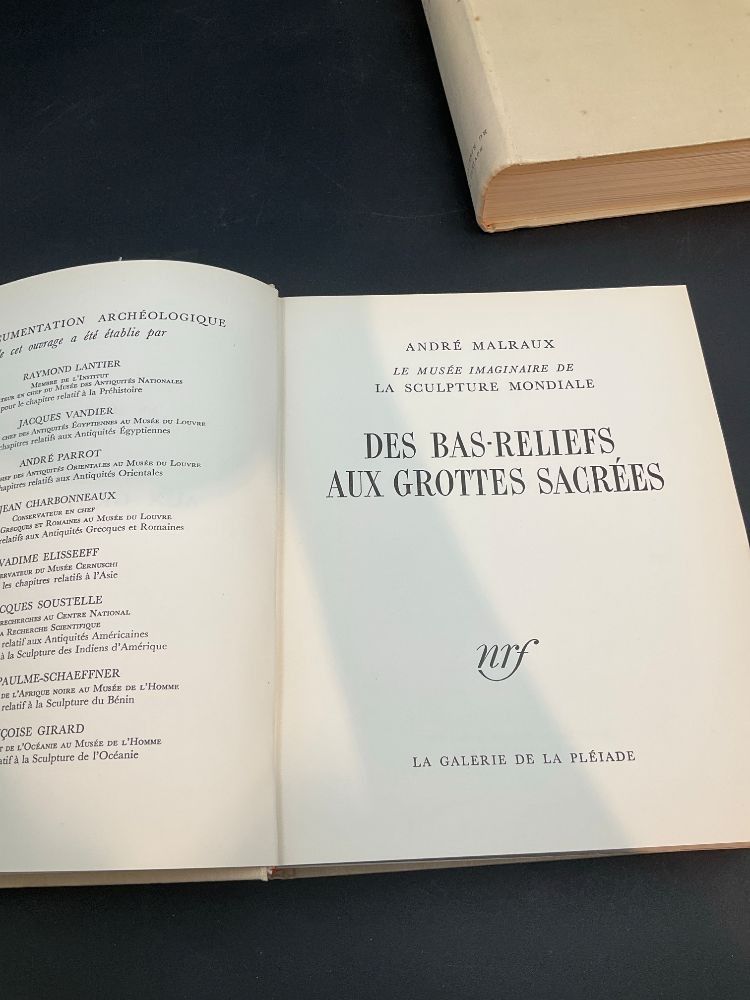 ARCHÉOLOGIQUE
cet ouvrage a été établie par
RAYMOND LANTIER
MEMBRE DE L'INSTITUT
EN CHEF DU MUSÉE DES ANTIQUITÉS NATIONALES
pour le chapitre relatif à la Préhistoire
JACQUES VANDIER
CHEF DES ANTIQUITÉS ÉGYPTIENNES AU MUSÉE DU LOUVRE
chapitres relatifs aux Antiquités Égyptiennes
ANDRÉ PARROT
CHEF DES ANTIQUITÉS ORIENTALES AU MUSÉE DU LOUVRE
chapitres relatifs aux Antiquités Orientales
JEAN CHARBONNEAUX
CONSERVATEUR EN CHEF
GRECQUES ET ROMAINES AU MUSÉE DU LOUVRE
relatifs aux Antiquités Grecques et Romaines
VADIME ELISSEEFF
DU MUSÉE CERNUSCHI
les chapitres relatifs à l'Asie
SOUSTELLE
RECHERCHES AU CENTRE NATIONAL
RECHERCHE SCIENTIFIQUE
relatif aux Antiquités Américaines
à la Sculpture des Indiens d'Amérique
PAULME-SCHAEFFNER
DE L'AFRIQUE NOIRE AU MUSÉE DE L'HOMME
relatif à la Sculpture du Bénin
GIRARD
DE L'OCÉANIE AU MUSÉE DE L'HOMME
à la Sculpture de l'Océanie
ANDRÉ MALRAUX
LE MUSÉE IMAGINAIRE DE
LA SCULPTURE MONDIALE
DES BAS-RELIEFS
AUX GROTTES SACRÉES
nrf
LA GALERIE DE LA PLÉIADE